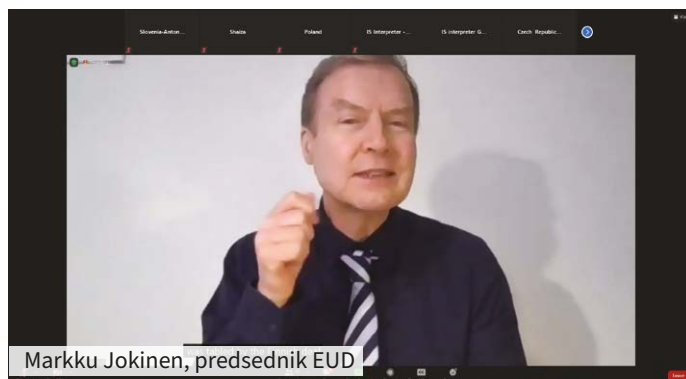 Slovenia-Anton...
Shaiza
Poland
IS Interpreter -...
IS interpreter G...
Czech Republic...
Markku Jokinen, predsednik EUD